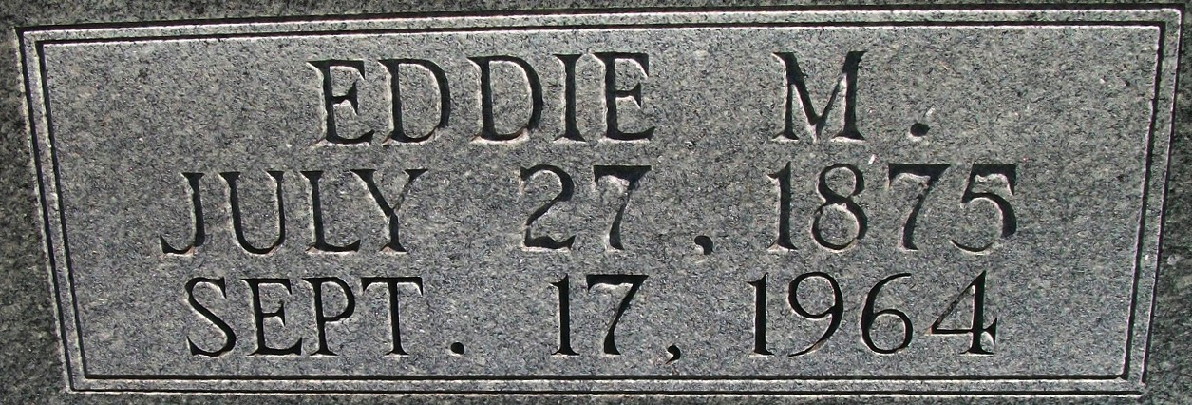 EDDIE M.
JULY 27, 1875
SEPT. 17, 1964